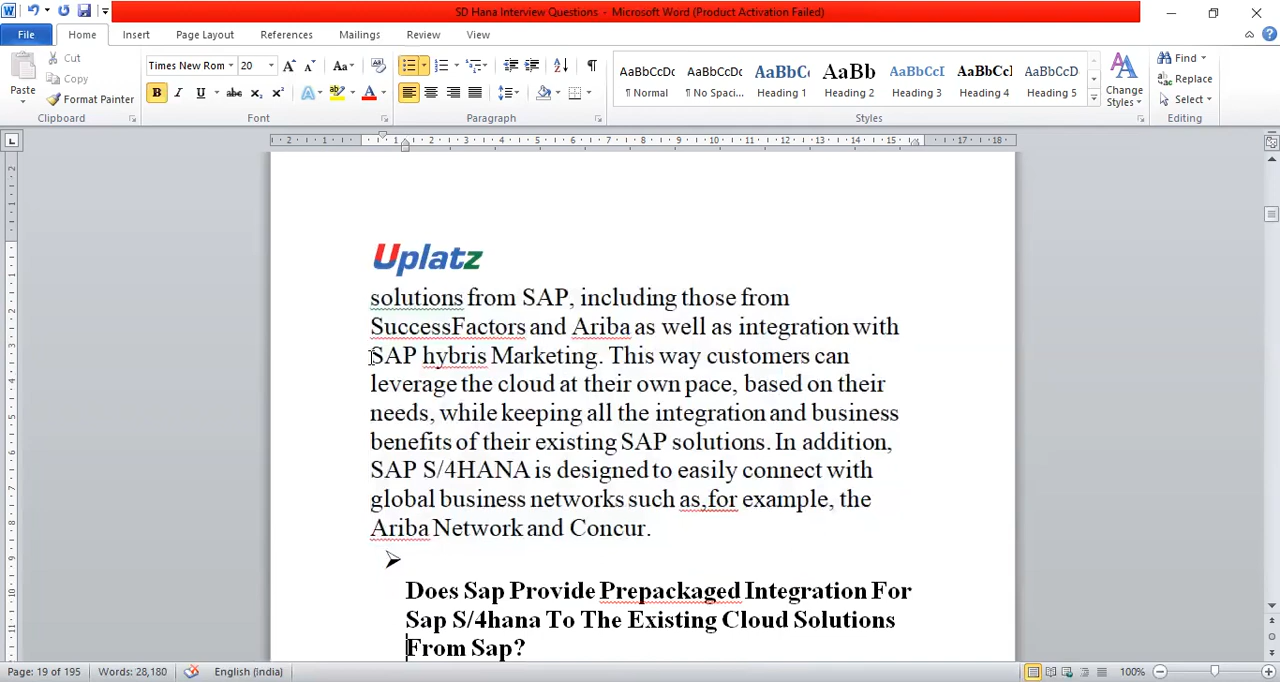 SD Hana Interview Questions - Microsoft Word (Product Activation Failed)
File Home Insert Page Layout References Mailings Review View
Paste Cut Copy Format Painter
Times New Rom 20
AaBbCcDc AaBbCcDc AaBbCc AaBb AaBbCcI AaBbCcI AaBbCcD
¶ Normal ¶ No Spaci... Heading 1 Heading 2 Heading 3 Heading 4 Heading 5
Change Styles
Find Replace Select
Clipboard Font Paragraph Styles Editing
Uplatz
solutions from SAP, including those from
SuccessFactors and Ariba as well as integration with
SAP hybris Marketing. This way customers can
leverage the cloud at their own pace, based on their
needs, while keeping all the integration and business
benefits of their existing SAP solutions. In addition,
SAP S/4HANA is designed to easily connect with
global business networks such as,for example, the
Ariba Network and Concur.
Does Sap Provide Prepackaged Integration For
Sap S/4hana To The Existing Cloud Solutions
From Sap?
Page: 19 of 195 Words: 28,180 English (India) 100%